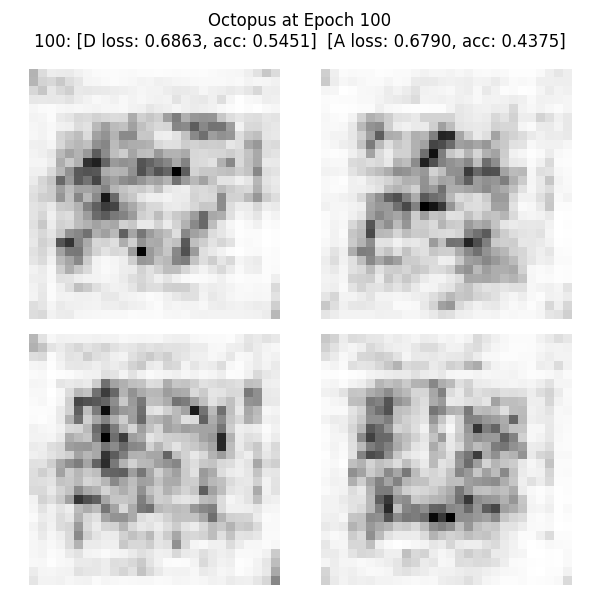 Octopus at Epoch 100
100: [D loss: 0.6863, acc: 0.5451]  [A loss: 0.6790, acc: 0.4375]